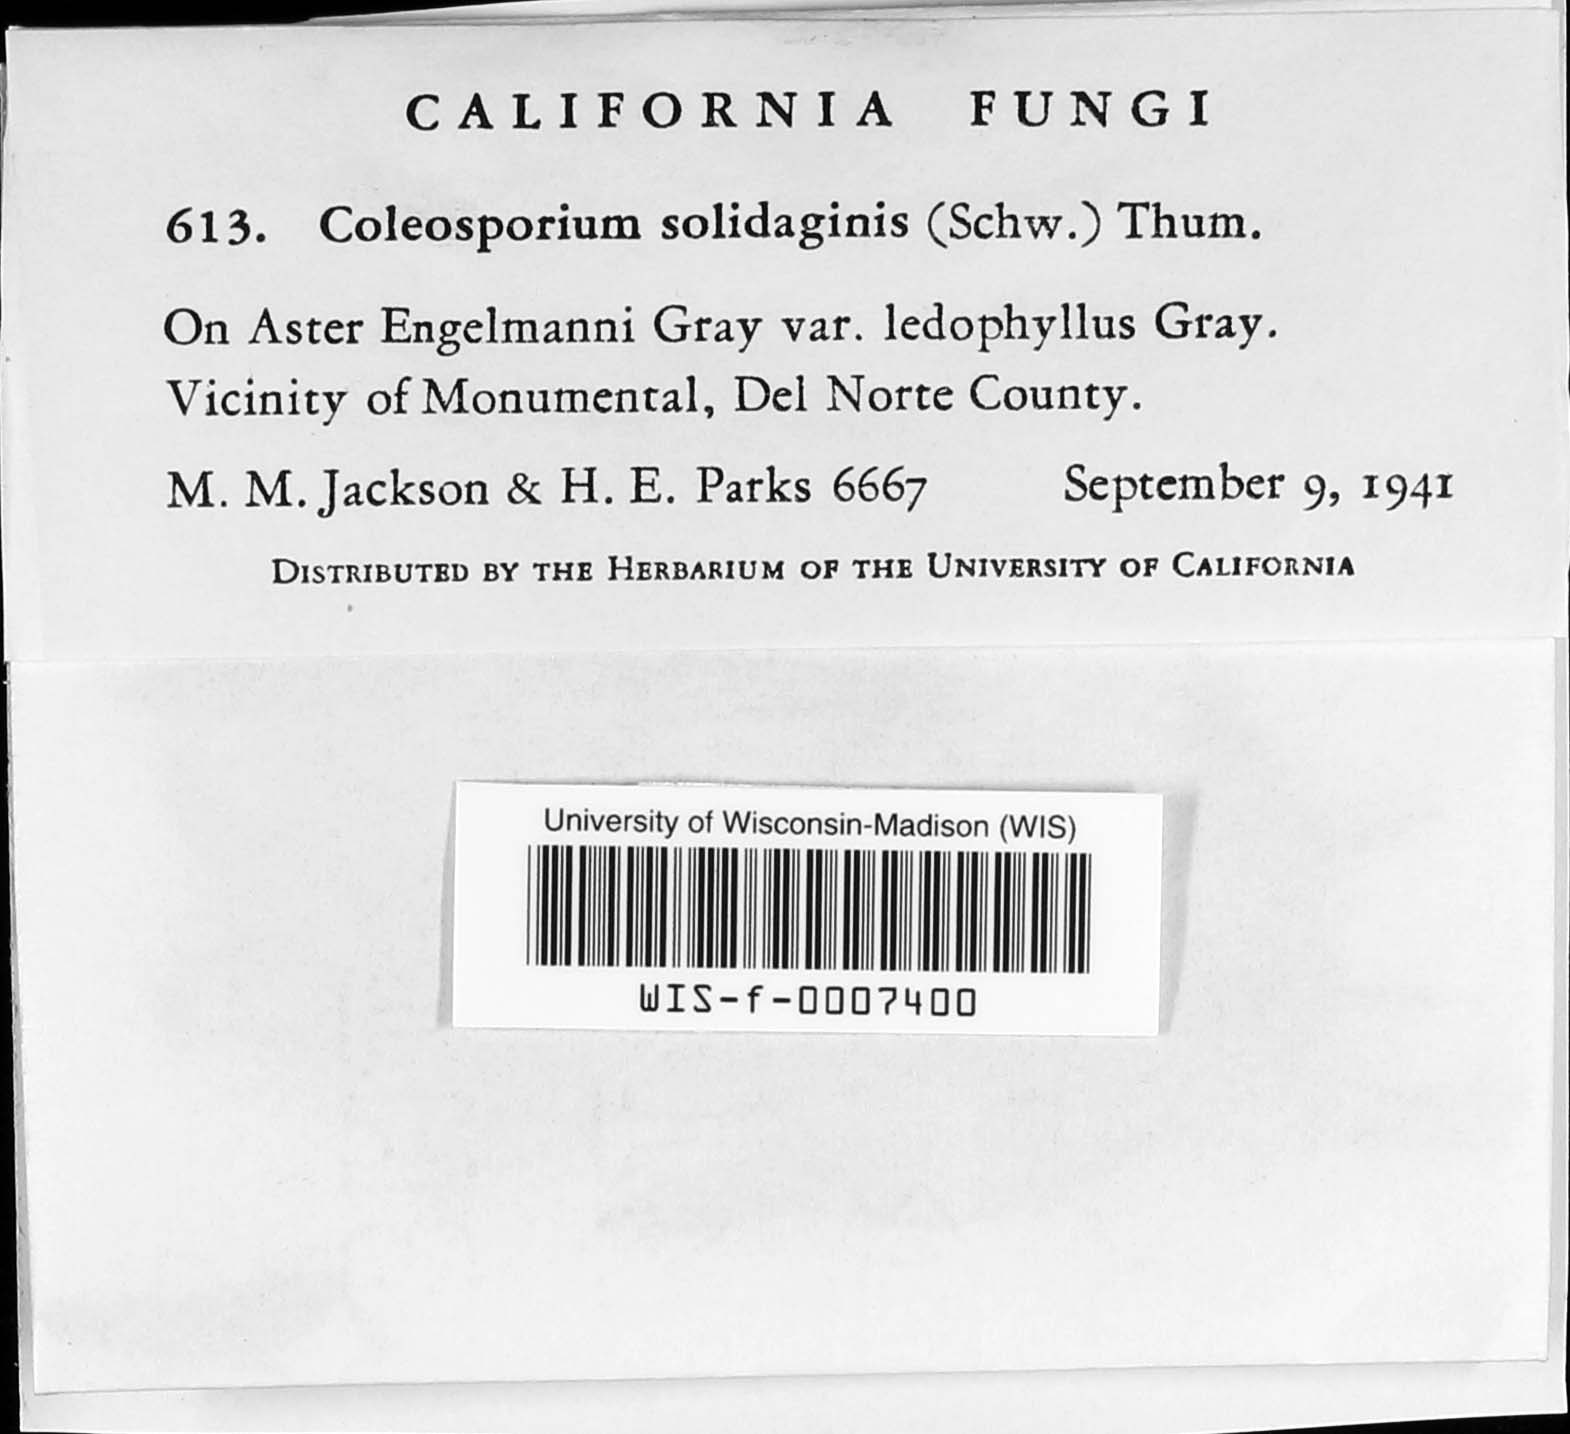 CALIFORNIA FUNGI
613. Coleosporium solidaginis (Schw.) Thum.
On Aster Engelmanni Gray var. ledophyllus Gray.
Vicinity of Monumental, Del Norte County.
M. M. Jackson & H. E. Parks 6667 September 9, 1941
Distributed by the Herbarium of the University of California
University of Wisconsin-Madison (WIS)
WIS-f-0007400